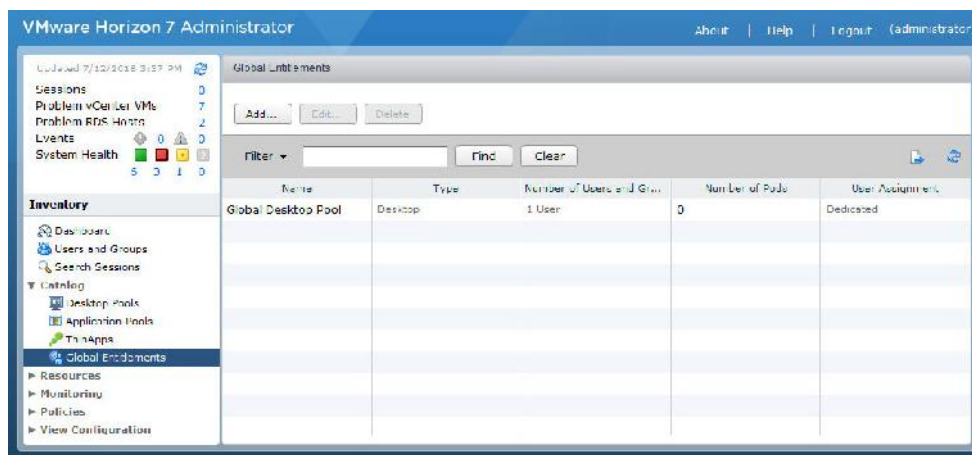 VMware Horizon 7 Administrator
About | Help | Logout (administrator
Updated 7/12/2018 3:37 PM
Sessions 0
Problem vCenter VMs 7
Problem RDS Hosts 2
Events 0 0
System Health
5 3 1 0
Inventory
Dashboard
Users and Groups
Search Sessions
Catalog
Desktop Pools
Application Pools
ThinApps
Global Entitlements
Resources
Monitoring
Policies
View Configuration
Global Entitlements
Add... Edit... Delete
Filter Find Clear
Name Type Number of Users and Gr... Number of Pods User Assignment
Global Desktop Pool Desktop 1 User 0 Dedicated